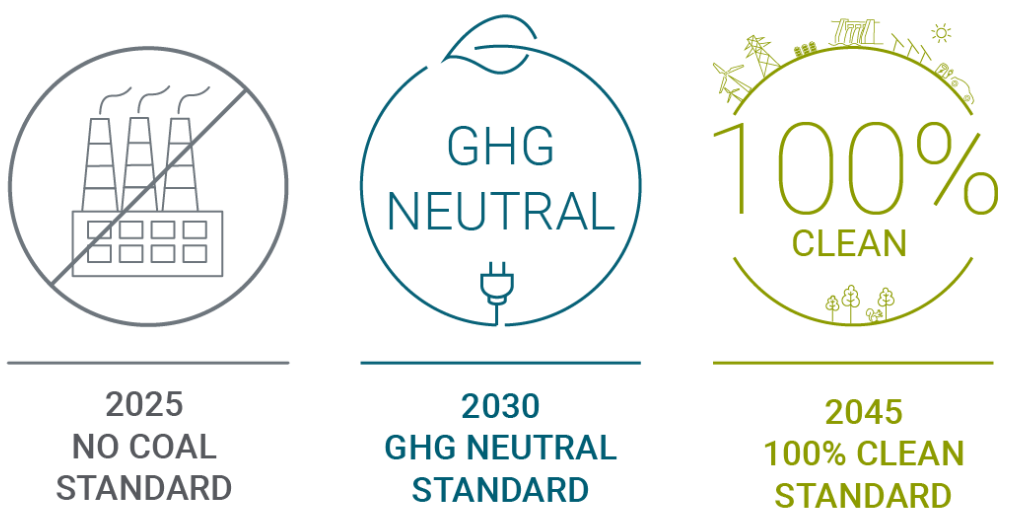 GHG
NEUTRAL
100%
CLEAN
2025
NO COAL
STANDARD
2030
GHG NEUTRAL
STANDARD
2045
100% CLEAN
STANDARD